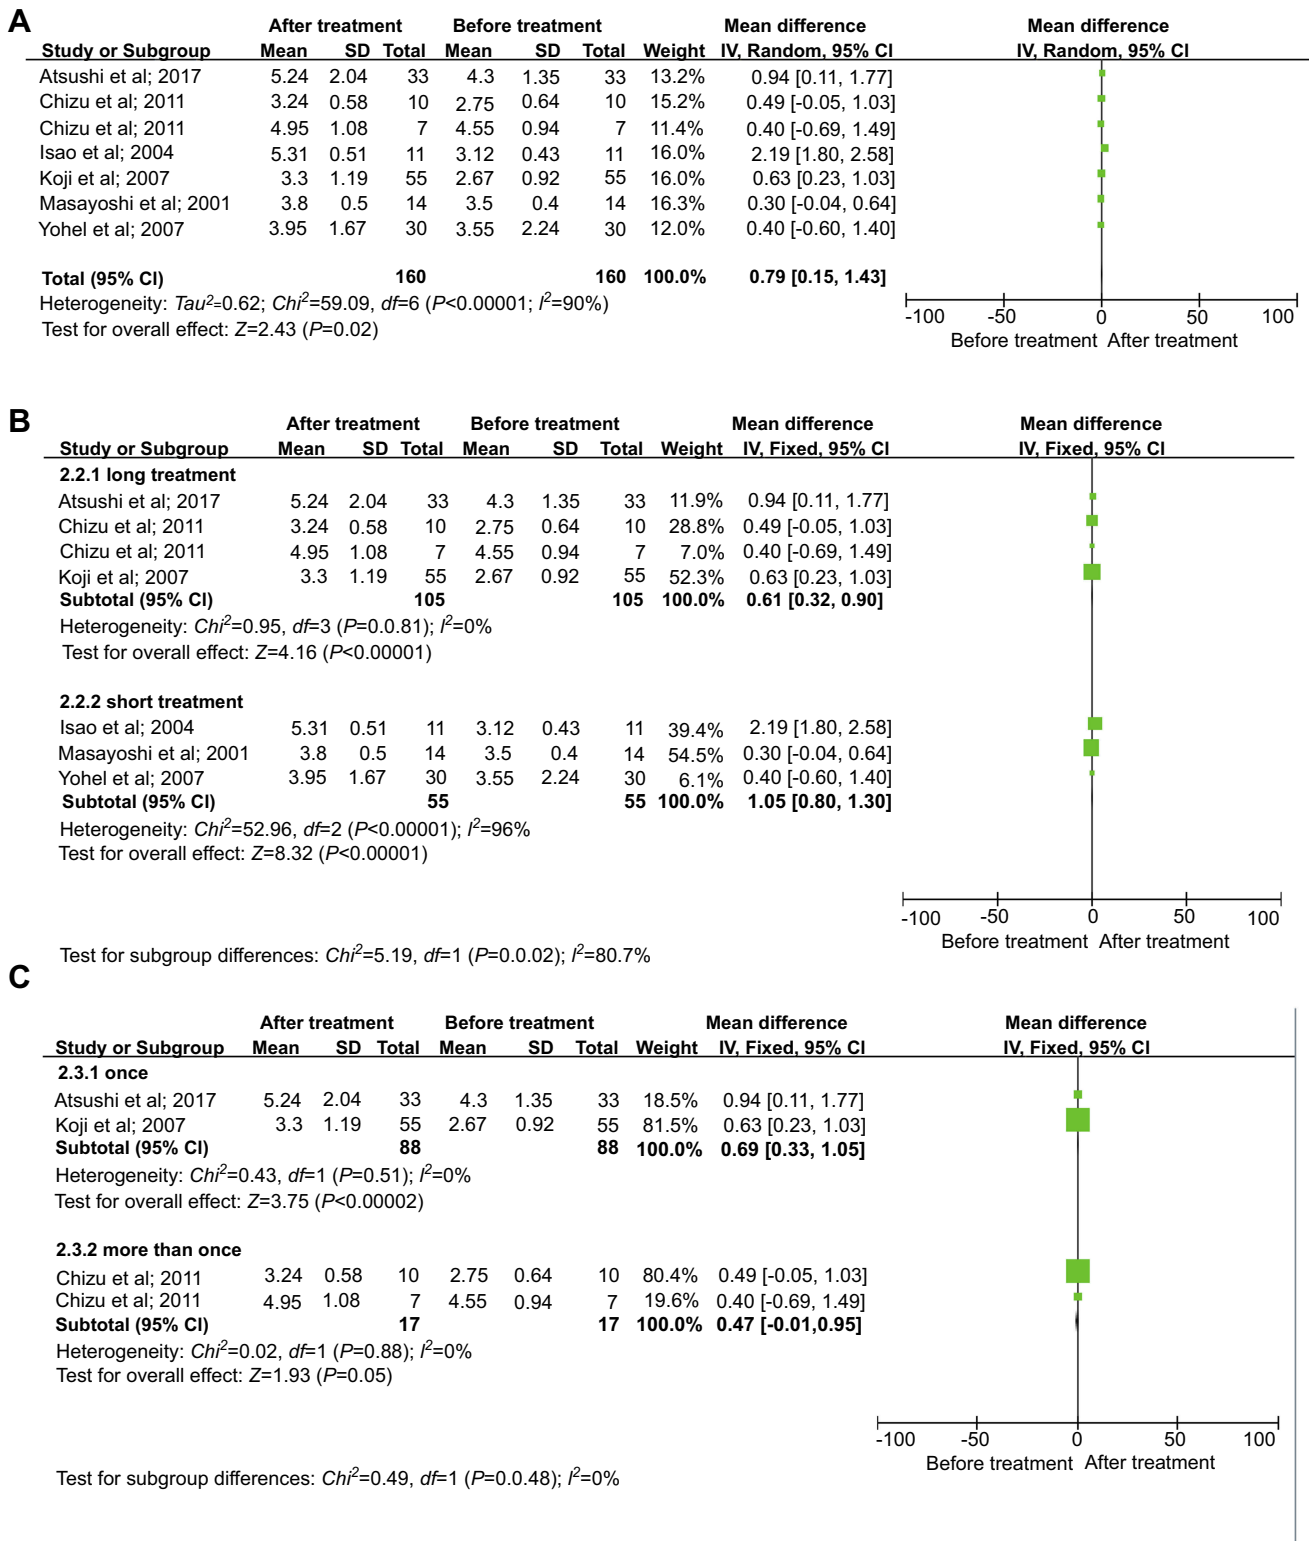 A
After treatment Before treatment Mean difference Mean difference
Study or Subgroup Mean SD Total Mean SD Total Weight IV, Random, 95% CI IV, Random, 95% CI
Atsushi et al; 2017 5.24 2.04 33 4.3 1.35 33 13.2% 0.94 [0.11, 1.77]
Chizu et al; 2011 3.24 0.58 10 2.75 0.64 10 15.2% 0.49 [-0.05, 1.03]
Chizu et al; 2011 4.95 1.08 7 4.55 0.94 7 11.4% 0.40 [-0.69, 1.49]
Isao et al; 2004 5.31 0.51 11 3.12 0.43 11 16.0% 2.19 [1.80, 2.58]
Koji et al; 2007 3.3 1.19 55 2.67 0.92 55 16.0% 0.63 [0.23, 1.03]
Masayoshi et al; 2001 3.8 0.5 14 3.5 0.4 14 16.3% 0.30 [-0.04, 0.64]
Yohel et al; 2007 3.95 1.67 30 3.55 2.24 30 12.0% 0.40 [-0.60, 1.40]
Total (95% CI) 160 160 100.0% 0.79 [0.15, 1.43]
Heterogeneity: Tau²=0.62; Chi²=59.09, df=6 (P<0.00001; I²=90%)
Test for overall effect: Z=2.43 (P=0.02)
-100 -50 0 50 100
Before treatment After treatment
B
After treatment Before treatment Mean difference Mean difference
Study or Subgroup Mean SD Total Mean SD Total Weight IV, Fixed, 95% CI IV, Fixed, 95% CI
2.2.1 long treatment
Atsushi et al; 2017 5.24 2.04 33 4.3 1.35 33 11.9% 0.94 [0.11, 1.77]
Chizu et al; 2011 3.24 0.58 10 2.75 0.64 10 28.8% 0.49 [-0.05, 1.03]
Chizu et al; 2011 4.95 1.08 7 4.55 0.94 7 7.0% 0.40 [-0.69, 1.49]
Koji et al; 2007 3.3 1.19 55 2.67 0.92 55 52.3% 0.63 [0.23, 1.03]
Subtotal (95% CI) 105 105 100.0% 0.61 [0.32, 0.90]
Heterogeneity: Chi²=0.95, df=3 (P=0.0.81); I²=0%
Test for overall effect: Z=4.16 (P<0.00001)
2.2.2 short treatment
Isao et al; 2004 5.31 0.51 11 3.12 0.43 11 39.4% 2.19 [1.80, 2.58]
Masayoshi et al; 2001 3.8 0.5 14 3.5 0.4 14 54.5% 0.30 [-0.04, 0.64]
Yohel et al; 2007 3.95 1.67 30 3.55 2.24 30 6.1% 0.40 [-0.60, 1.40]
Subtotal (95% CI) 55 55 100.0% 1.05 [0.80, 1.30]
Heterogeneity: Chi²=52.96, df=2 (P<0.00001); I²=96%
Test for overall effect: Z=8.32 (P<0.00001)
-100 -50 0 50 100
Before treatment After treatment
Test for subgroup differences: Chi²=5.19, df=1 (P=0.0.02); I²=80.7%
C
After treatment Before treatment Mean difference Mean difference
Study or Subgroup Mean SD Total Mean SD Total Weight IV, Fixed, 95% CI IV, Fixed, 95% CI
2.3.1 once
Atsushi et al; 2017 5.24 2.04 33 4.3 1.35 33 18.5% 0.94 [0.11, 1.77]
Koji et al; 2007 3.3 1.19 55 2.67 0.92 55 81.5% 0.63 [0.23, 1.03]
Subtotal (95% CI) 88 88 100.0% 0.69 [0.33, 1.05]
Heterogeneity: Chi²=0.43, df=1 (P=0.51); I²=0%
Test for overall effect: Z=3.75 (P<0.00002)
2.3.2 more than once
Chizu et al; 2011 3.24 0.58 10 2.75 0.64 10 80.4% 0.49 [-0.05, 1.03]
Chizu et al; 2011 4.95 1.08 7 4.55 0.94 7 19.6% 0.40 [-0.69, 1.49]
Subtotal (95% CI) 17 17 100.0% 0.47 [-0.01,0.95]
Heterogeneity: Chi²=0.02, df=1 (P=0.88); I²=0%
Test for overall effect: Z=1.93 (P=0.05)
-100 -50 0 50 100
Before treatment After treatment
Test for subgroup differences: Chi²=0.49, df=1 (P=0.0.48); I²=0%